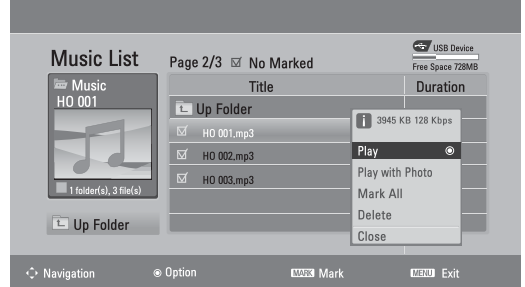 Music List
Page 2/3 No Marked
USB Device
Free Space 728MB
Music
HO 001
1 folder(s), 3 file(s)
Up Folder
Title Duration
Up Folder
HO 001.mp3
HO 002.mp3
HO 003.mp3
3945 KB 128 Kbps
Play
Play with Photo
Mark All
Delete
Close
Navigation Option MARK Mark MENU Exit